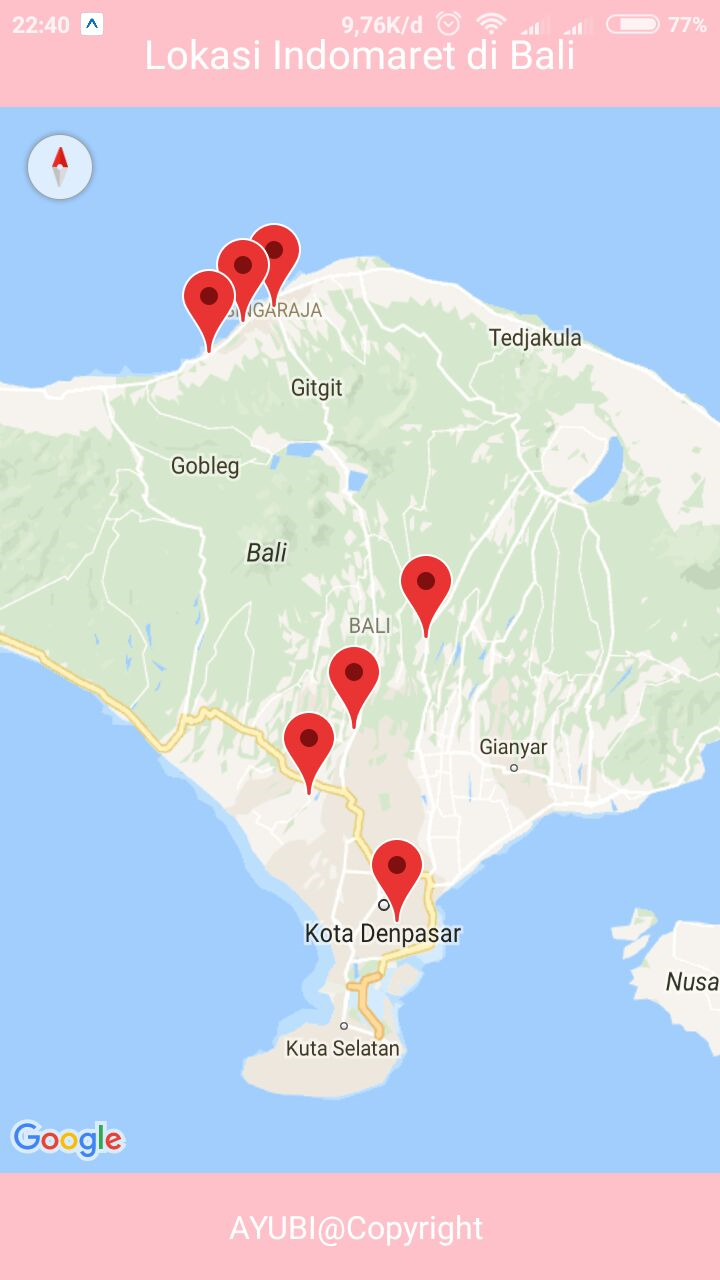 22:40 9,76K/d 77%
Lokasi Indomaret di Bali
Tedjakula
Gitgit
Gobleg
Bali
BALI
Gianyar
Kota Denpasar
Nusa
Kuta Selatan
Google
AYUBI@Copyright